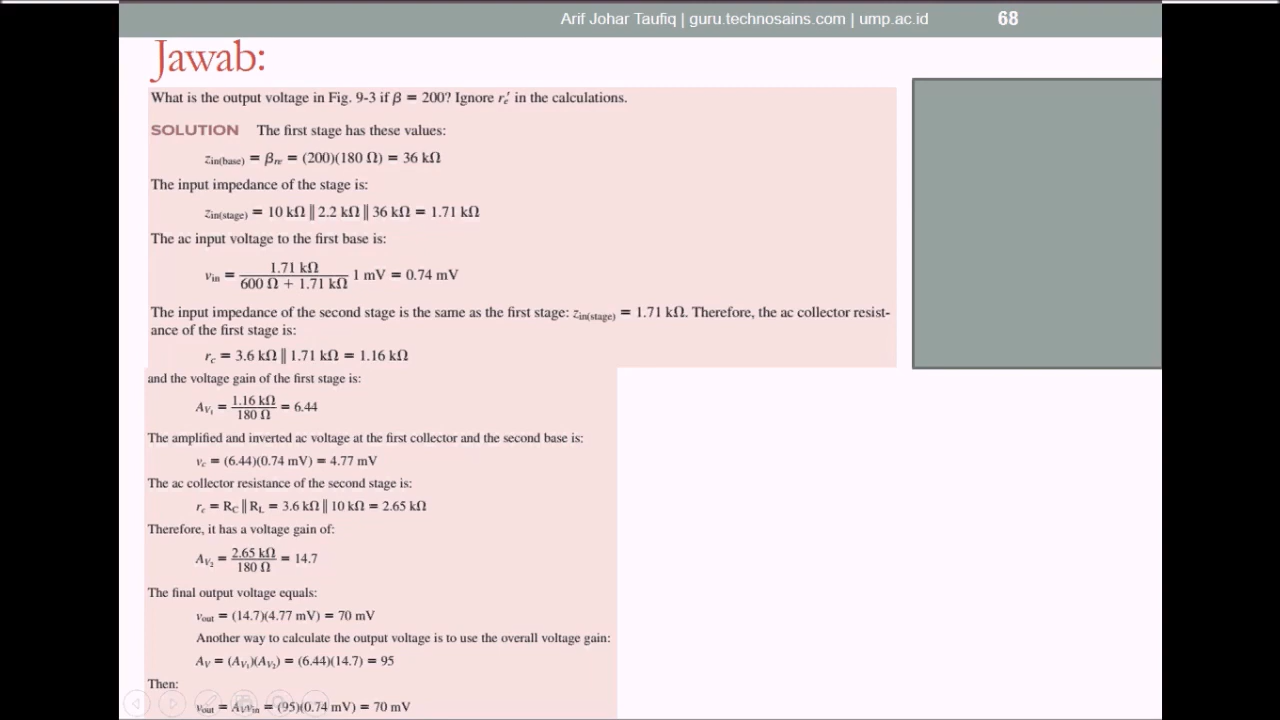 Arif Johar Taufiq | guru.technosains.com | ump.ac.id 68
Jawab:
What is the output voltage in Fig. 9-3 if β = 200? Ignore r′e in the calculations.
SOLUTION The first stage has these values:
zin(base) = βre = (200)(180 Ω) = 36 kΩ
The input impedance of the stage is:
zin(stage) = 10 kΩ || 2.2 kΩ || 36 kΩ = 1.71 kΩ
The ac input voltage to the first base is:
vin = 1.71 kΩ / 600 Ω + 1.71 kΩ 1 mV = 0.74 mV
The input impedance of the second stage is the same as the first stage: zin(stage) = 1.71 kΩ. Therefore, the ac collector resist-
ance of the first stage is:
rc = 3.6 kΩ || 1.71 kΩ = 1.16 kΩ
and the voltage gain of the first stage is:
AV1 = 1.16 kΩ / 180 Ω = 6.44
The amplified and inverted ac voltage at the first collector and the second base is:
vc = (6.44)(0.74 mV) = 4.77 mV
The ac collector resistance of the second stage is:
rc = RC || RL = 3.6 kΩ || 10 kΩ = 2.65 kΩ
Therefore, it has a voltage gain of:
AV2 = 2.65 kΩ / 180 Ω = 14.7
The final output voltage equals:
vout = (14.7)(4.77 mV) = 70 mV
Another way to calculate the output voltage is to use the overall voltage gain:
AV = (AV1)(AV2) = (6.44)(14.7) = 95
Then:
vout = AVvin = (95)(0.74 mV) = 70 mV